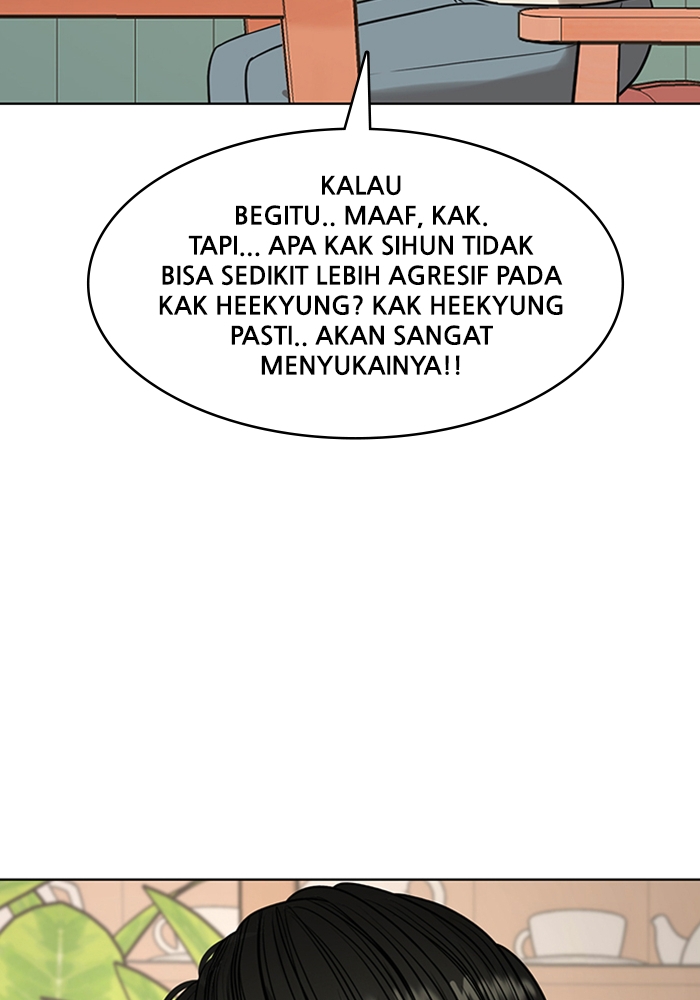 KALAU
BEGITU.. MAAF, KAK.
TAPI... APA KAK SIHUN TIDAK
BISA SEDIKIT LEBIH AGRESIF PADA
KAK HEEKYUNG? KAK HEEKYUNG
PASTI.. AKAN SANGAT
MENYUKAINYA!!